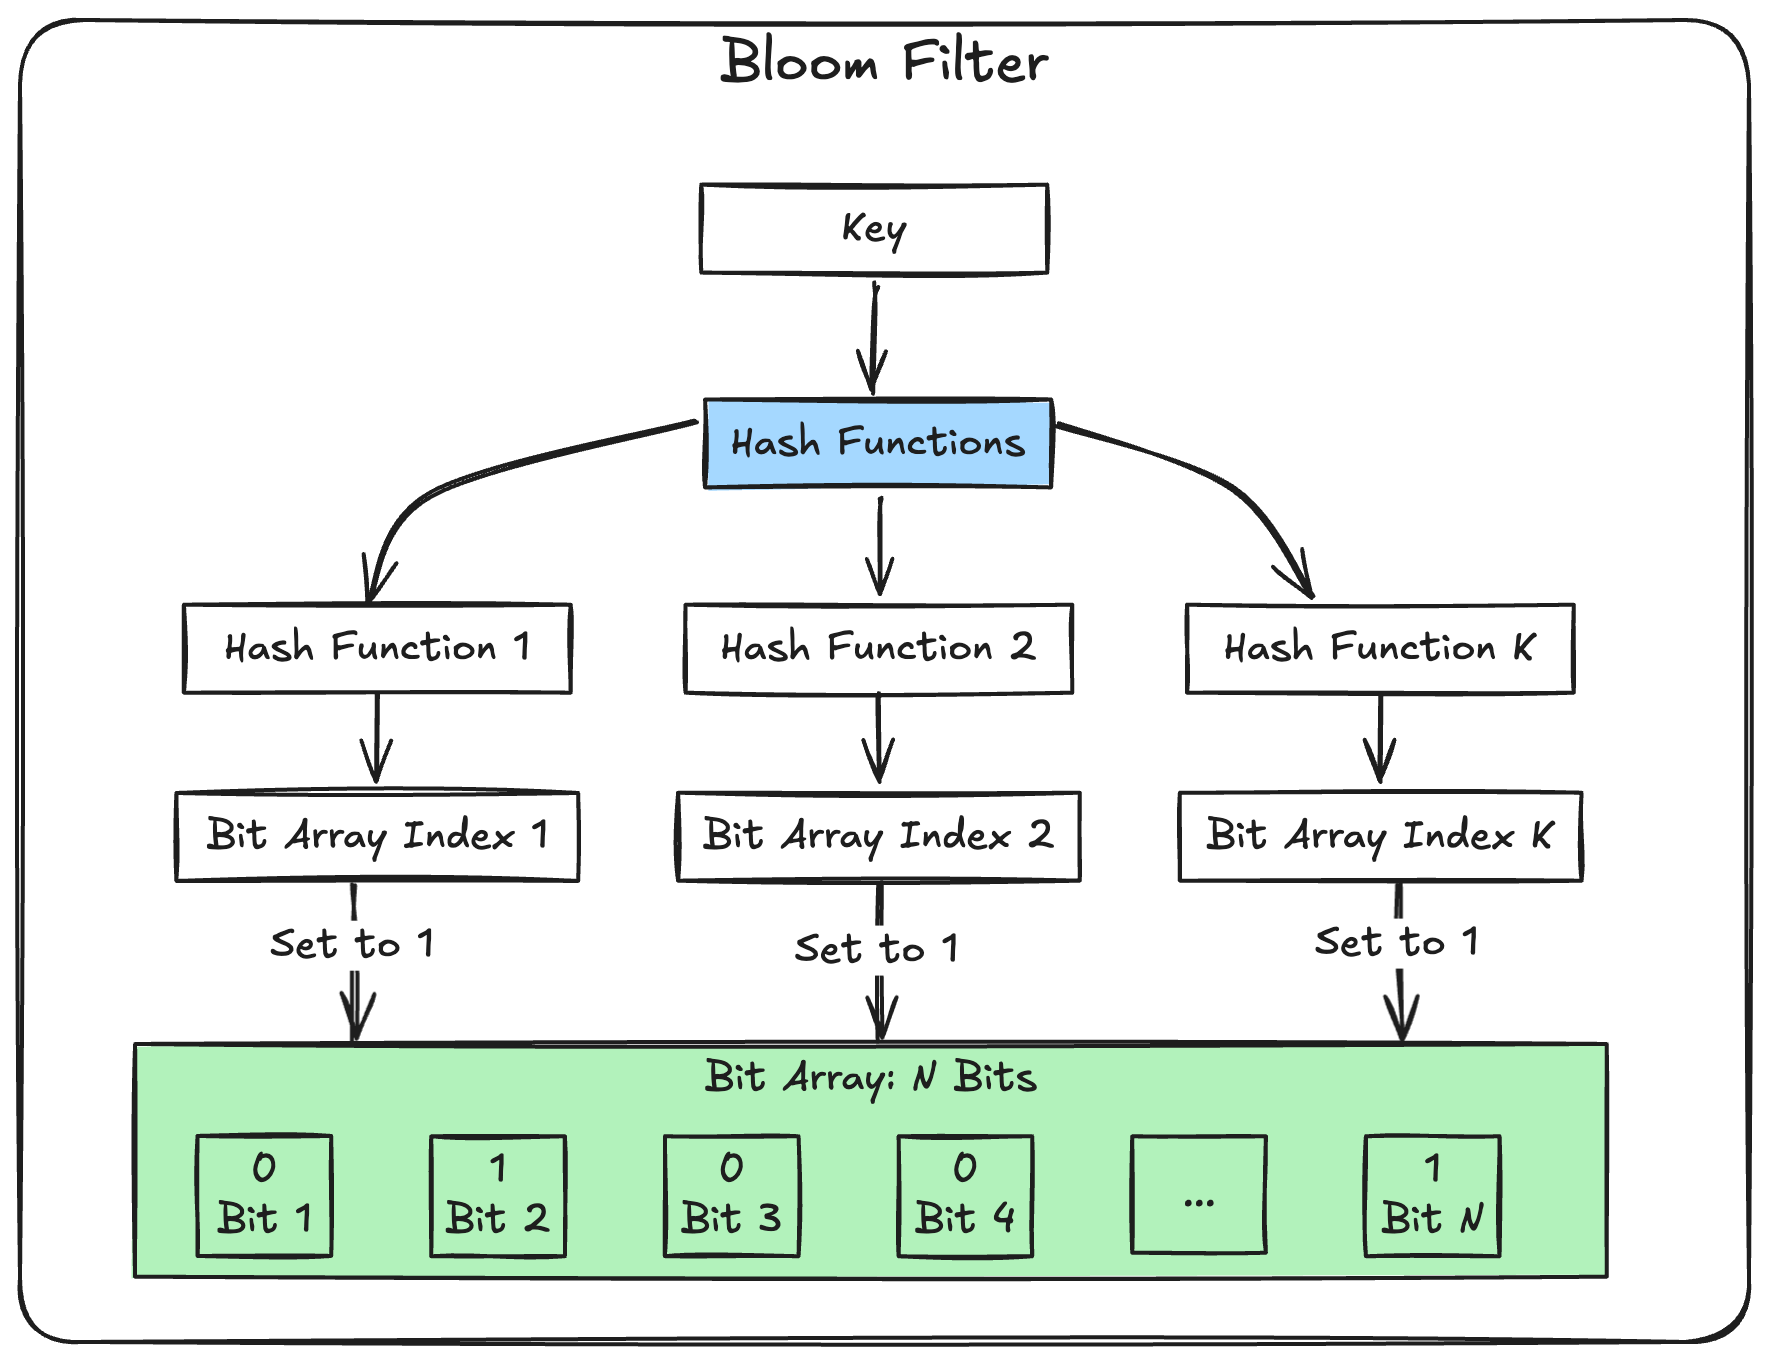 Bloom Filter
Key
Hash Functions
Hash Function 1
Hash Function 2
Hash Function K
Bit Array Index 1
Bit Array Index 2
Bit Array Index K
Set to 1
Set to 1
Set to 1
Bit Array: N Bits
0
Bit 1
1
Bit 2
0
Bit 3
0
Bit 4
...
1
Bit N